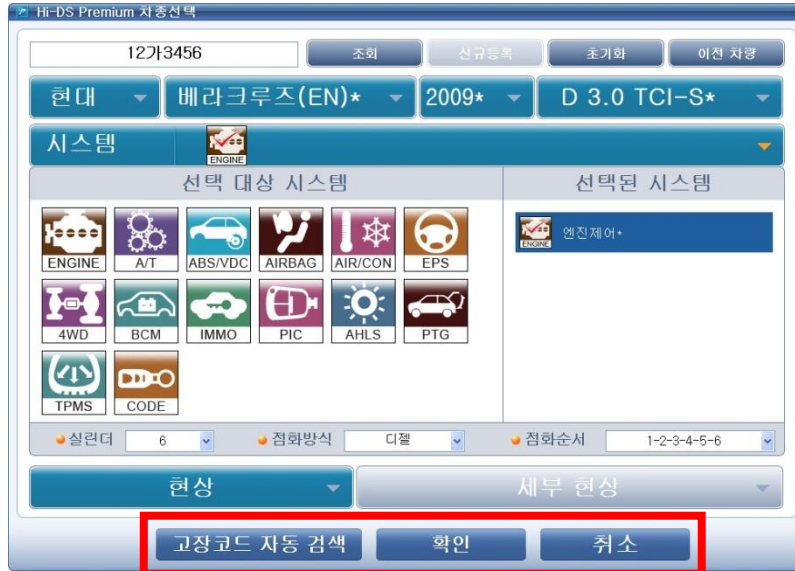 Hi-DS Premium 차종선택
12가3456 조회 신규등록 초기화 이전 차량
현대 베라크루즈(EN)* 2009* D 3.0 TCI-S*
시스템 ENGINE
선택 대상 시스템 선택된 시스템
ENGINE A/T ABS/VDC AIRBAG AIR/CON EPS
ENGINE 엔진제어*
4WD BCM IMMO PIC AHLS PTG
TPMS CODE
실린더 6 점화방식 디젤 점화순서 1-2-3-4-5-6
현상 세부 현상
고장코드 자동 검색 확인 취소